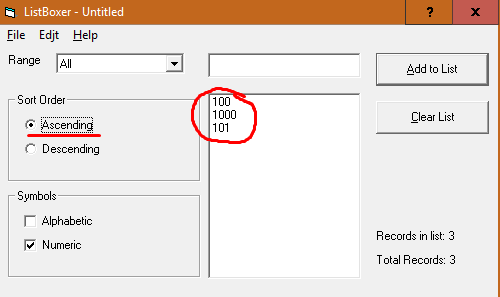 ListBoxer - Untitled
?
X
File Edjt Help
Range
All
Add to List
Sort Order
Ascending
Descending
100
1000
101
Clear List
Symbols
Alphabetic
Numeric
Records in list: 3
Total Records: 3